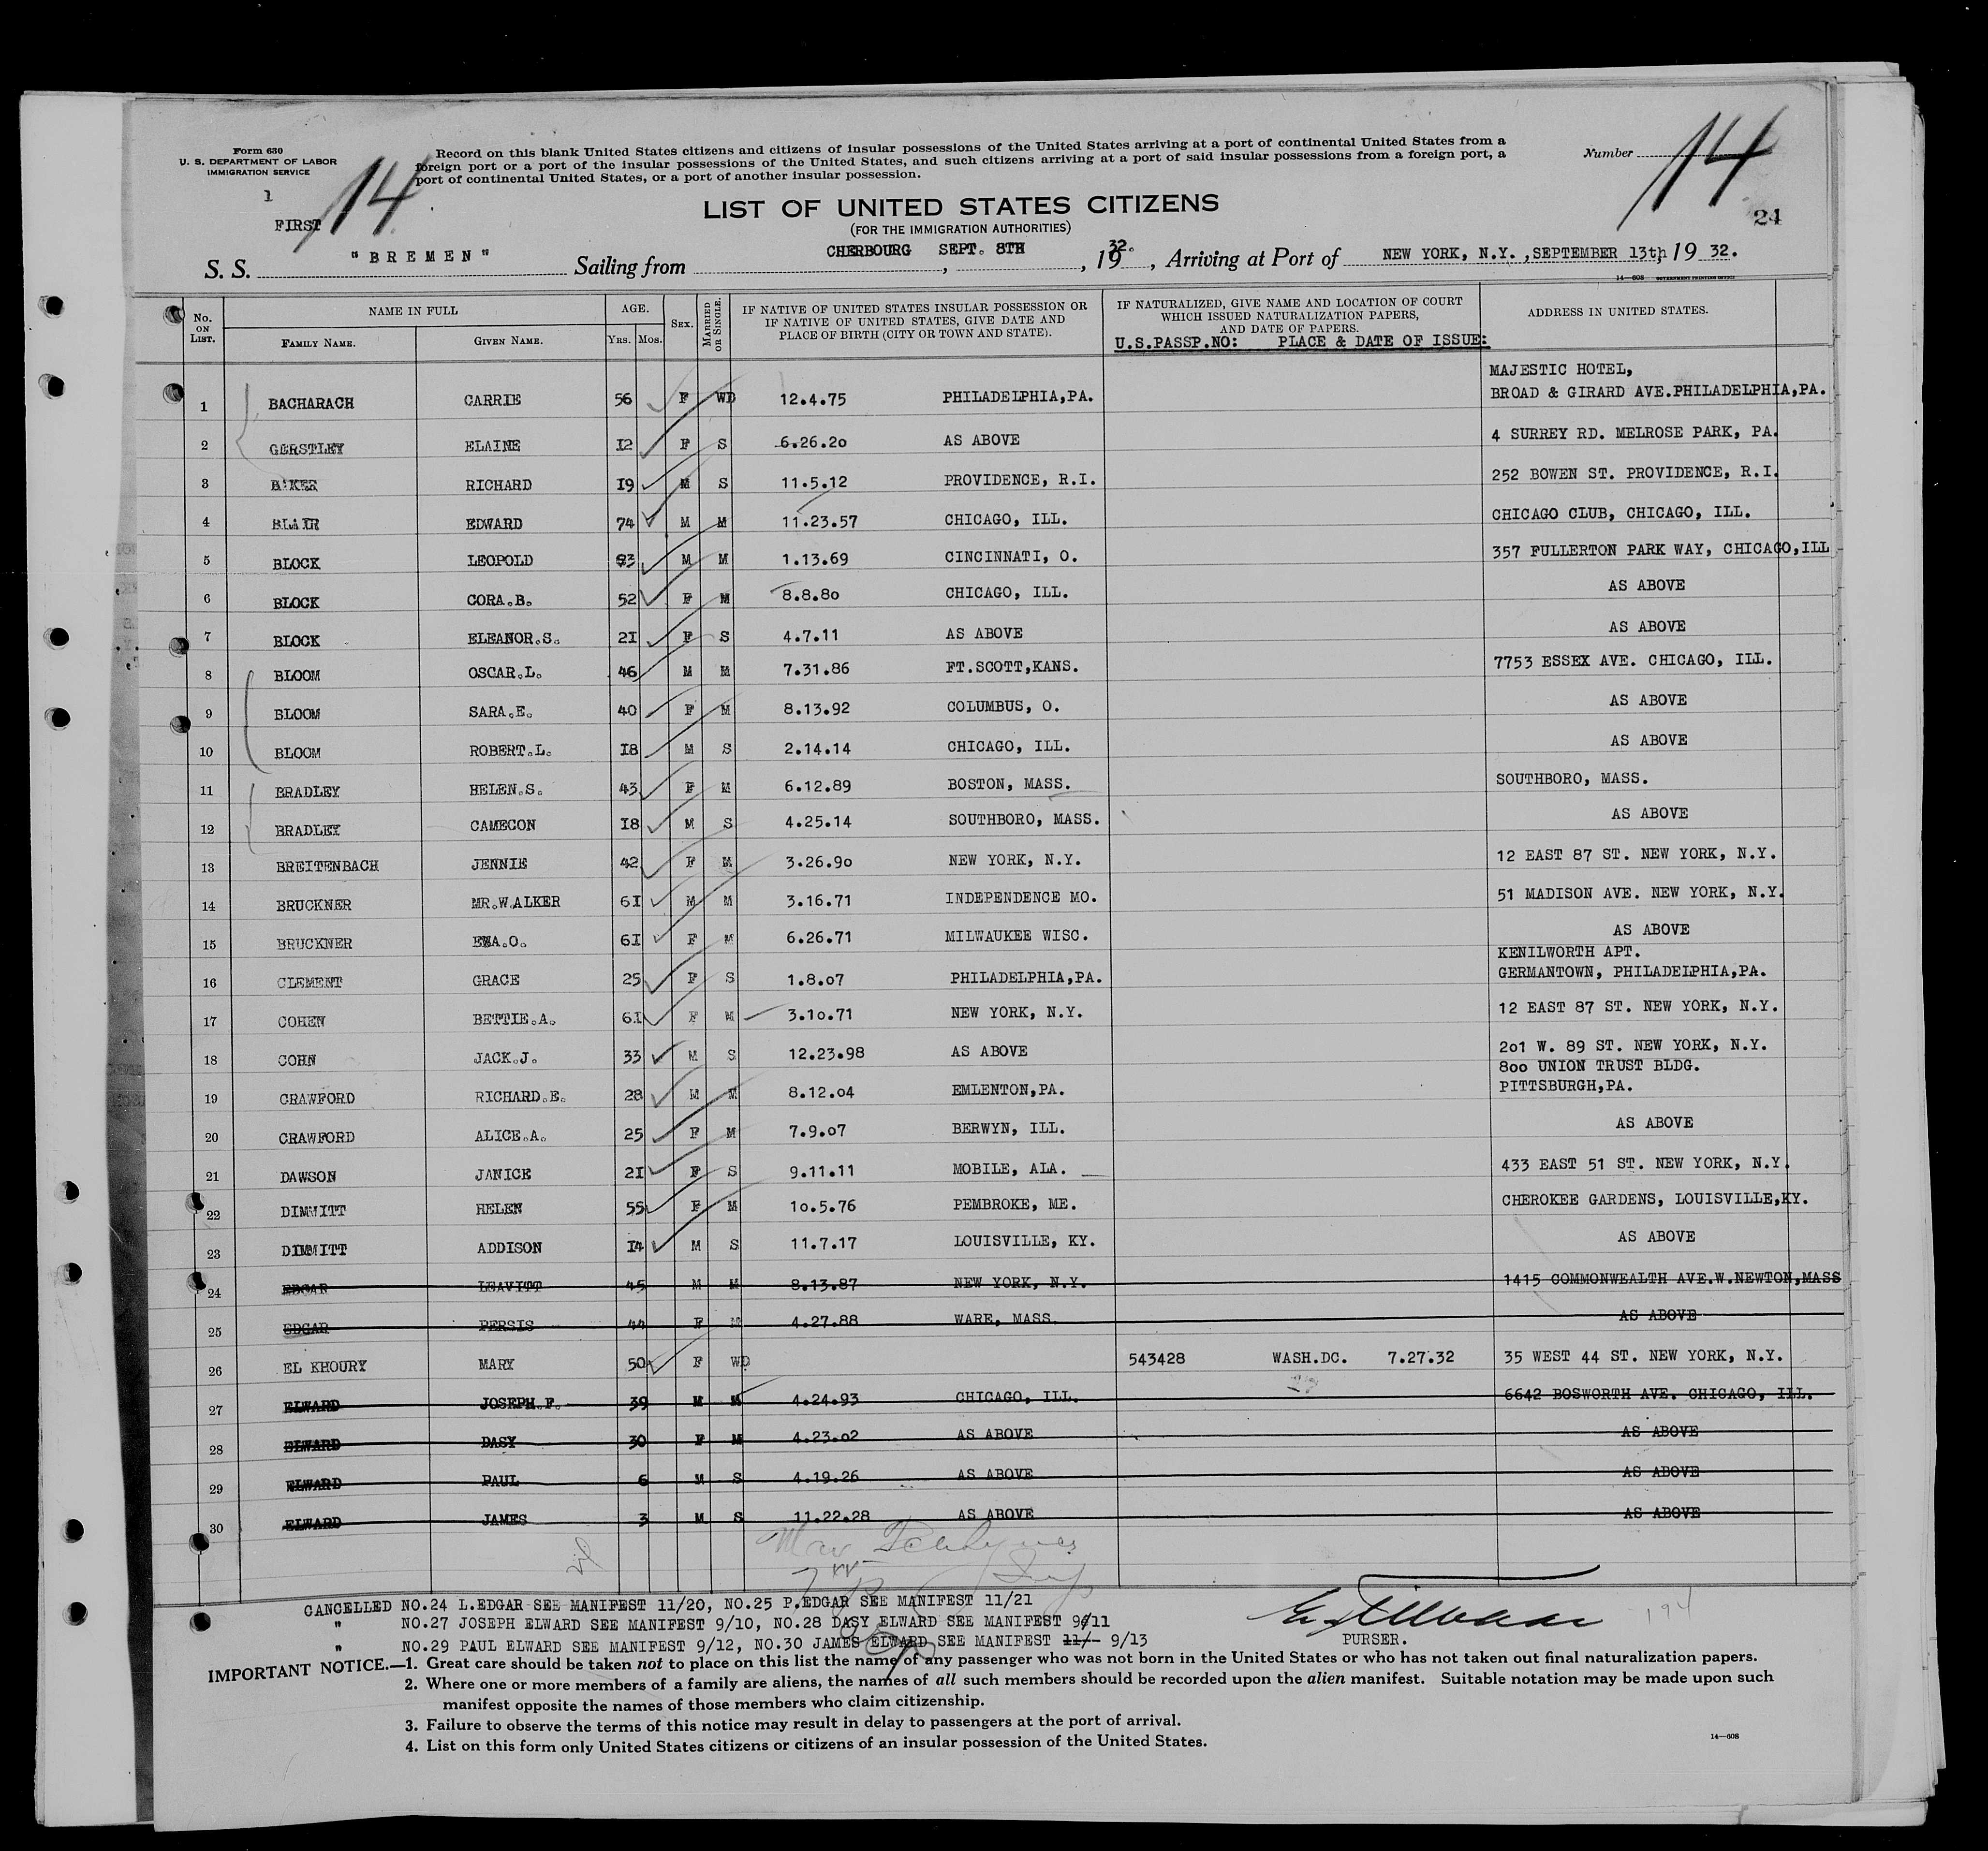 Form 630
U. S. DEPARTMENT OF LABOR
IMMIGRATION SERVICE
1
FIRST
14
Record on this blank United States citizens and citizens of insular possessions of the United States arriving at a port of continental United States from a
foreign port or a port of the insular possessions of the United States, and such citizens arriving at a port of said insular possessions from a foreign port, a
port of continental United States, or a port of another insular possession.
Number 14
24
LIST OF UNITED STATES CITIZENS
(FOR THE IMMIGRATION AUTHORITIES)
S. S. "BREMEN" Sailing from CHERBOURG SEPT. 8TH, 1932., Arriving at Port of NEW YORK, N.Y., SEPTEMBER 13th, 1932.
14—608 GOVERNMENT PRINTING OFFICE
No. ON LIST. NAME IN FULL FAMILY NAME. GIVEN NAME. AGE. YRS. MOS. SEX. MARRIED OR SINGLE. IF NATIVE OF UNITED STATES INSULAR POSSESSION OR IF NATIVE OF UNITED STATES, GIVE DATE AND PLACE OF BIRTH (CITY OR TOWN AND STATE). IF NATURALIZED, GIVE NAME AND LOCATION OF COURT WHICH ISSUED NATURALIZATION PAPERS, AND DATE OF PAPERS. ADDRESS IN UNITED STATES.
U.S.PASSP.NO: PLACE & DATE OF ISSUE:
MAJESTIC HOTEL,
1 BACHARACH CARRIE 56 F WD 12.4.75 PHILADELPHIA,PA. BROAD & GIRARD AVE.PHILADELPHIA,PA.
2 GERSTLEY ELAINE 12 F S 6.26.20 AS ABOVE 4 SURREY RD. MELROSE PARK, PA.
3 BAKER RICHARD 19 M S 11.5.12 PROVIDENCE, R.I. 252 BOWEN ST. PROVIDENCE, R.I.
4 BLAIR EDWARD 74 M M 11.23.57 CHICAGO, ILL. CHICAGO CLUB, CHICAGO, ILL.
5 BLOCK LEOPOLD M M 1.13.69 CINCINNATI, O. 357 FULLERTON PARK WAY, CHICAGO,ILL
6 BLOCK CORA.B. 52 F M 8.8.80 CHICAGO, ILL. AS ABOVE
7 BLOCK ELEANOR.S. 21 F S 4.7.11 AS ABOVE AS ABOVE
8 BLOOM OSCAR.L. 46 M M 7.31.86 FT.SCOTT,KANS. 7753 ESSEX AVE. CHICAGO, ILL.
9 BLOOM SARA.E. 40 F M 8.13.92 COLUMBUS, O. AS ABOVE
10 BLOOM ROBERT.L. 18 M S 2.14.14 CHICAGO, ILL. AS ABOVE
11 BRADLEY HELEN.S. 43 F M 6.12.89 BOSTON, MASS. SOUTHBORO, MASS.
12 BRADLEY CAMECON 18 M S 4.25.14 SOUTHBORO, MASS. AS ABOVE
13 BREITENBACH JENNIE 42 F M 3.26.90 NEW YORK, N.Y. 12 EAST 87 ST. NEW YORK, N.Y.
14 BRUCKNER MR.W.ALKER 61 M M 3.16.71 INDEPENDENCE MO. 51 MADISON AVE. NEW YORK, N.Y.
15 BRUCKNER 61 F M 6.26.71 MILWAUKEE WISC. AS ABOVE
KENILWORTH APT.
16 CLEMENT GRACE 25 F S 1.8.07 PHILADELPHIA,PA. GERMANTOWN, PHILADELPHIA,PA.
17 COHEN BETTIE.A. 61 F M 3.10.71 NEW YORK, N.Y. 12 EAST 87 ST. NEW YORK, N.Y.
18 COHN JACK.J. 33 M S 12.23.98 AS ABOVE 201 W. 89 ST. NEW YORK, N.Y.
800 UNION TRUST BLDG.
19 CRAWFORD RICHARD.E. 28 M M 8.12.04 EMLENTON,PA. PITTSBURGH,PA.
20 CRAWFORD ALICE.A. 25 F M 7.9.07 BERWYN, ILL. AS ABOVE
21 DAWSON JANICE 21 F S 9.11.11 MOBILE, ALA. 433 EAST 51 ST. NEW YORK, N.Y.
22 DIMMITT HELEN 55 F M 10.5.76 PEMBROKE, ME. CHEROKEE GARDENS, LOUISVILLE,KY.
23 DIMMITT ADDISON 14 M S 11.7.17 LOUISVILLE, KY. AS ABOVE
24 EDGAR LEAVITT 45 M M 8.13.87 NEW YORK, N.Y. 1415 COMMONWEALTH AVE.W.NEWTON,MASS
25 EDGAR PERSIS 44 F M 4.27.88 WARE, MASS. AS ABOVE
26 EL KHOURY MARY 50 F WD 543428 WASH.DC. 7.27.32 35 WEST 44 ST. NEW YORK, N.Y.
27 ELWARD JOSEPH.F. 39 M M 4.24.93 CHICAGO, ILL. 6642 BOSWORTH AVE. CHICAGO, ILL.
28 ELWARD DASY 30 F M 4.23.02 AS ABOVE AS ABOVE
29 ELWARD PAUL 6 M S 4.19.26 AS ABOVE AS ABOVE
30 ELWARD JAMES 3 M S 11.22.28 AS ABOVE AS ABOVE
CANCELLED NO.24 L.EDGAR SEE MANIFEST 11/20, NO.25 P.EDGAR SEE MANIFEST 11/21
" NO.27 JOSEPH ELWARD SEE MANIFEST 9/10, NO.28 DASY ELWARD SEE MANIFEST 9/11
" NO.29 PAUL ELWARD SEE MANIFEST 9/12, NO.30 JAMES ELWARD SEE MANIFEST 11/- 9/13
194
PURSER.
IMPORTANT NOTICE.—1. Great care should be taken not to place on this list the name of any passenger who was not born in the United States or who has not taken out final naturalization papers.
2. Where one or more members of a family are aliens, the names of all such members should be recorded upon the alien manifest. Suitable notation may be made upon such
manifest opposite the names of those members who claim citizenship.
3. Failure to observe the terms of this notice may result in delay to passengers at the port of arrival.
4. List on this form only United States citizens or citizens of an insular possession of the United States.
14—608